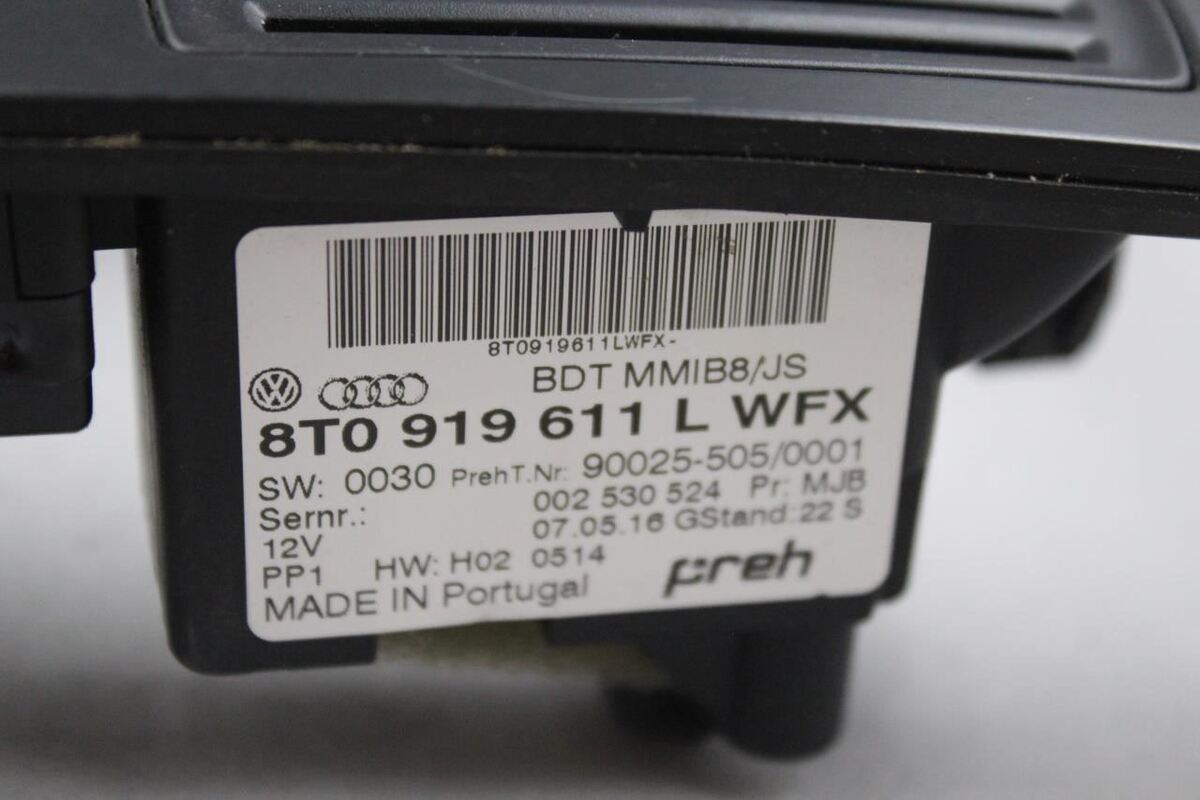 8T0919611LWFX-
BDT MMIB8/JS
8T0 919 611 L WFX
SW: 0030 PrehT.Nr: 90025-505/0001
Sernr.: 002 530 524 Pr: MJB
12V 07.05.16 GStand: 22 S
PP1 HW: H02 0514
preh
MADE IN Portugal